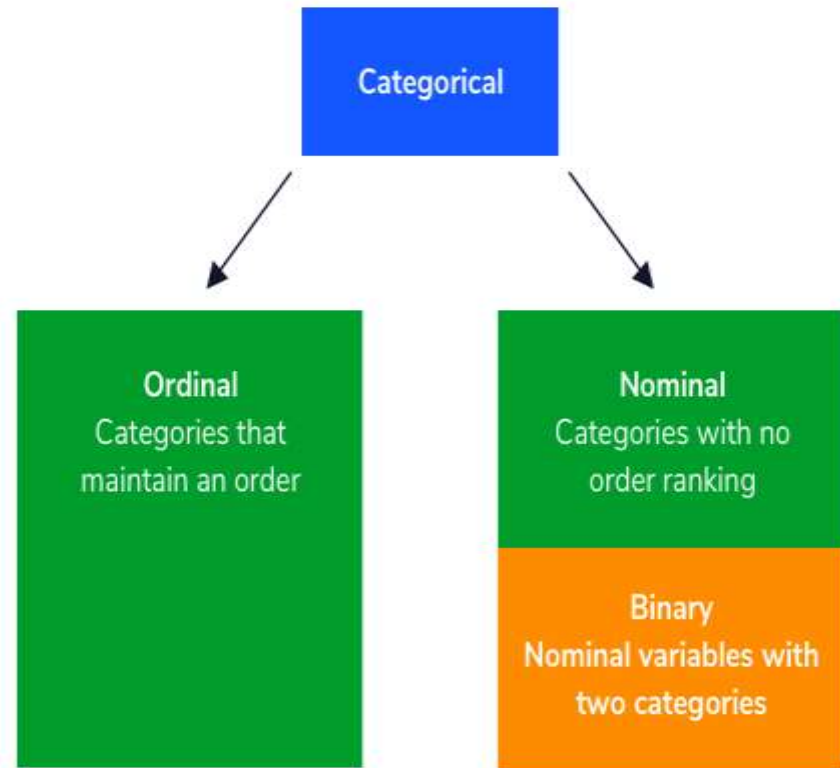 Categorical
Ordinal
Categories that
maintain an order
Nominal
Categories with no
order ranking
Binary
Nominal variables with
two categories